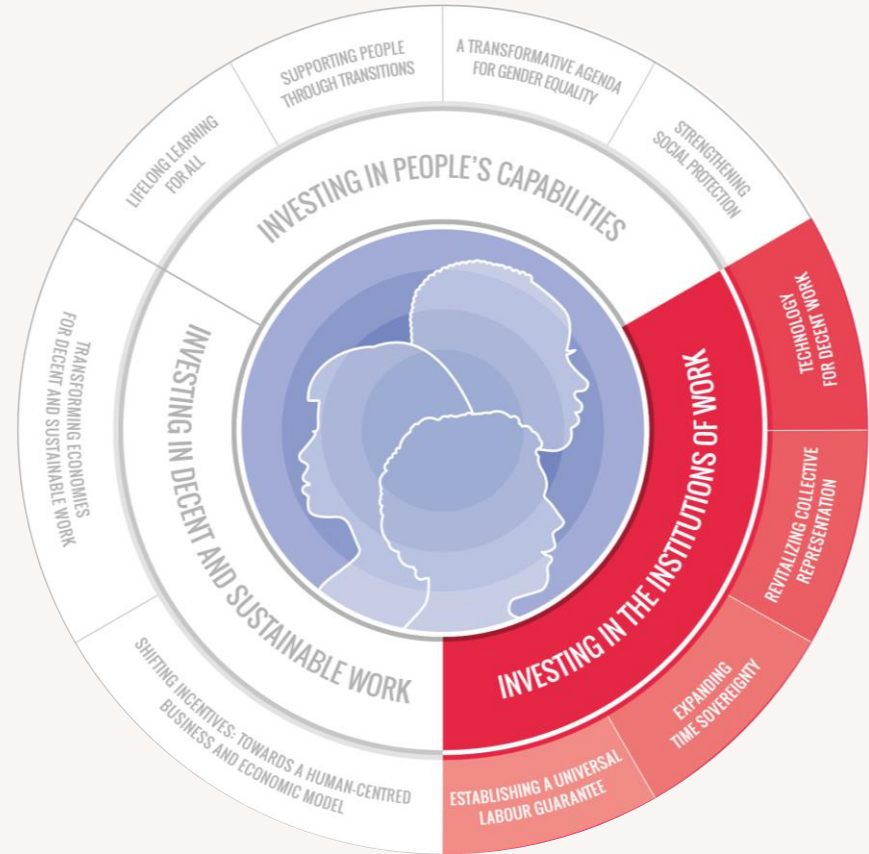 INVESTING IN PEOPLE'S CAPABILITIES
LIFELONG LEARNING
FOR ALL
SUPPORTING PEOPLE
THROUGH TRANSITIONS
A TRANSFORMATIVE AGENDA
FOR GENDER EQUALITY
STRENGTHENING
SOCIAL PROTECTION
INVESTING IN THE INSTITUTIONS OF WORK
TECHNOLOGY
FOR DECENT WORK
REVITALIZING COLLECTIVE
REPRESENTATION
EXPANDING
TIME SOVEREIGNTY
ESTABLISHING A UNIVERSAL
LABOUR GUARANTEE
INVESTING IN DECENT AND SUSTAINABLE WORK
TRANSFORMING ECONOMIES
FOR DECENT AND SUSTAINABLE WORK
SHIFTING INCENTIVES: TOWARDS A HUMAN-CENTRED
BUSINESS AND ECONOMIC MODEL